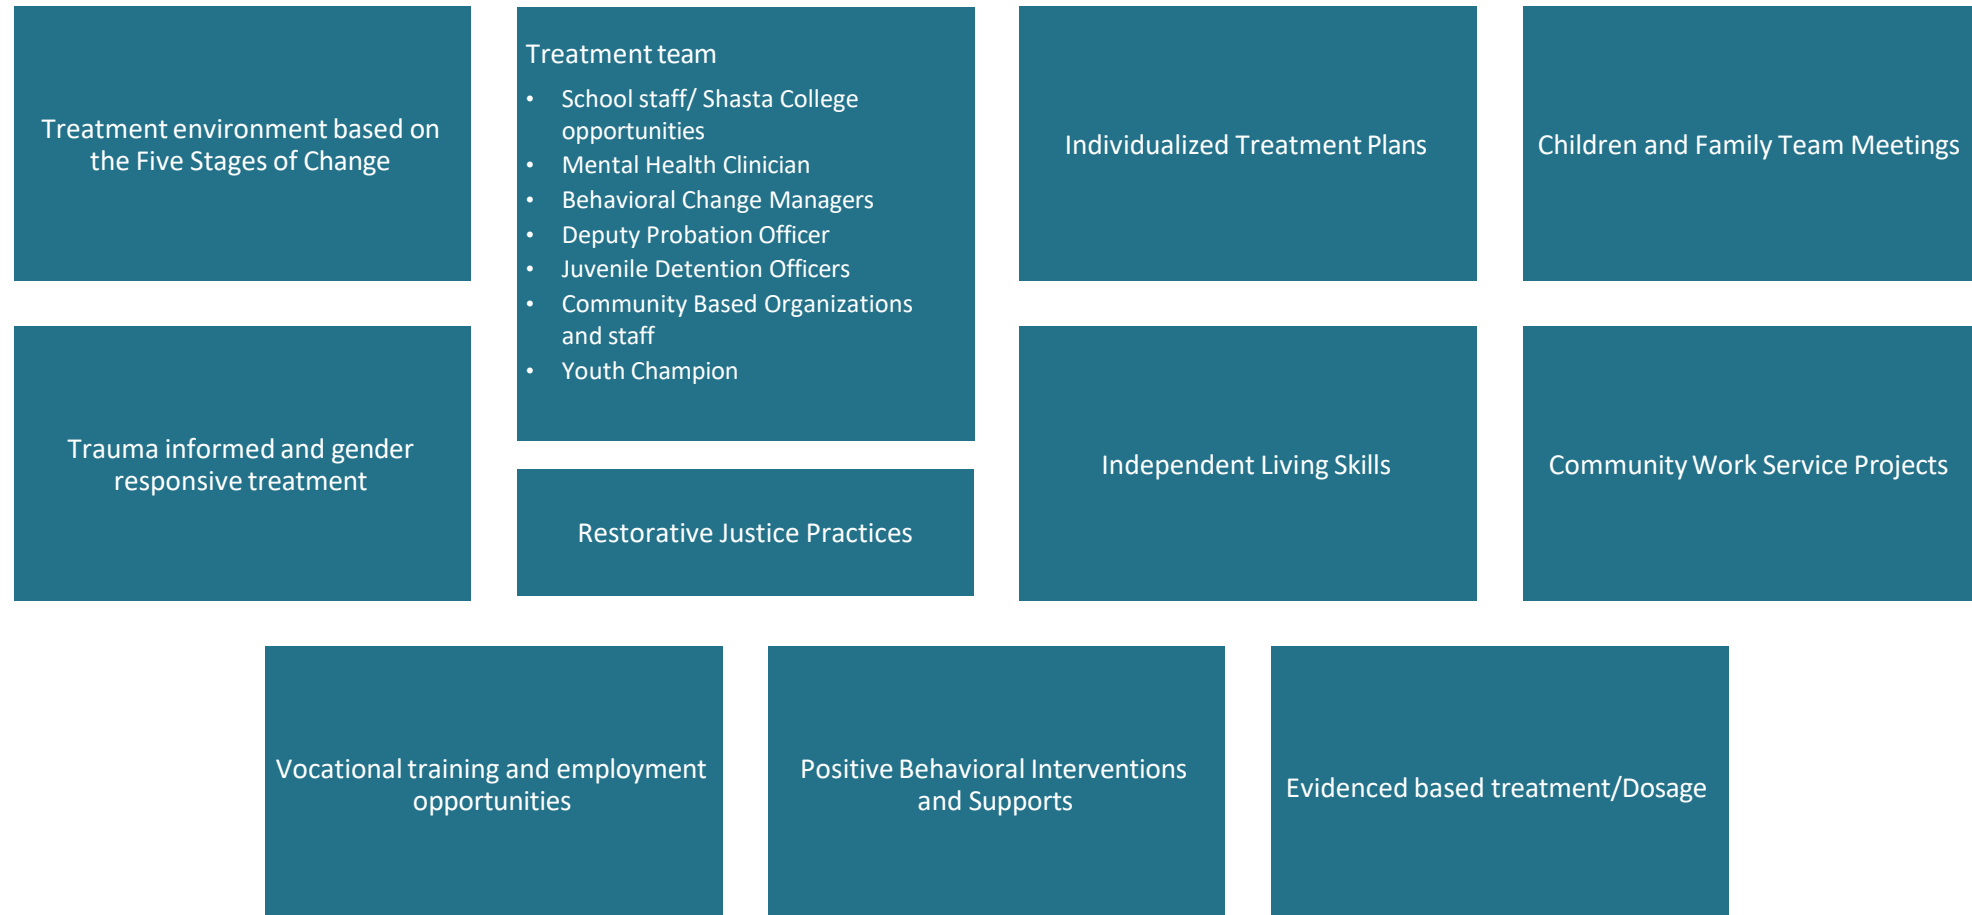 Treatment environment based on
the Five Stages of Change
Treatment team
• School staff/ Shasta College
opportunities
• Mental Health Clinician
• Behavioral Change Managers
• Deputy Probation Officer
• Juvenile Detention Officers
• Community Based Organizations
and staff
• Youth Champion
Individualized Treatment Plans
Children and Family Team Meetings
Trauma informed and gender
responsive treatment
Restorative Justice Practices
Independent Living Skills
Community Work Service Projects
Vocational training and employment
opportunities
Positive Behavioral Interventions
and Supports
Evidenced based treatment/Dosage